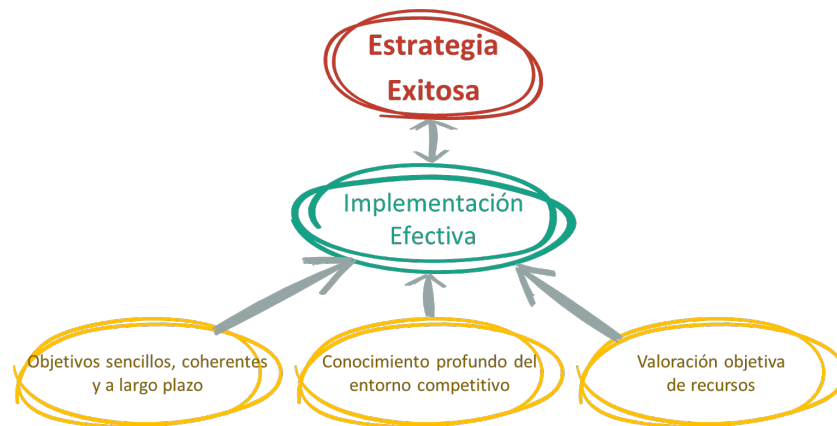 Estrategia
Exitosa
Implementación
Efectiva
Objetivos sencillos, coherentes
y a largo plazo
Conocimiento profundo del
entorno competitivo
Valoración objetiva
de recursos